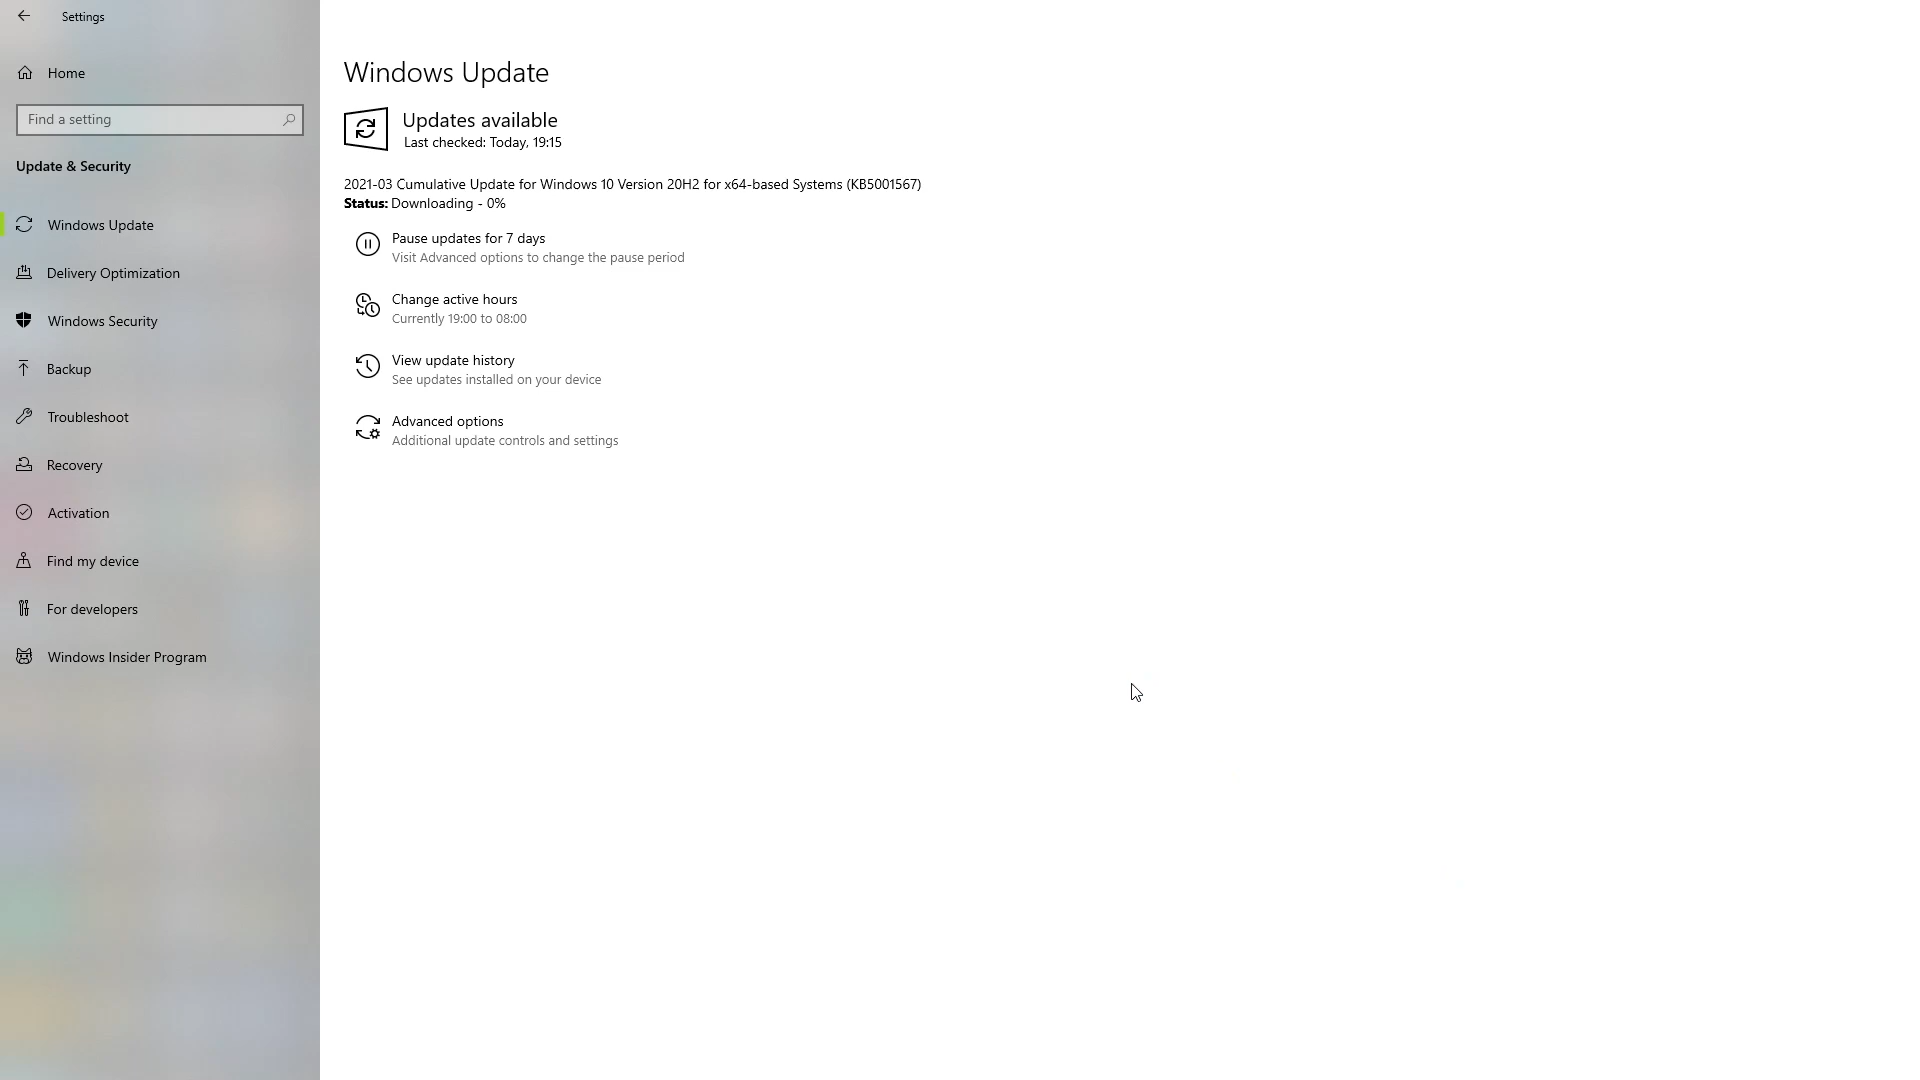 Settings
Home
Find a setting
Update & Security
Windows Update
Delivery Optimization
Windows Security
Backup
Troubleshoot
Recovery
Activation
Find my device
For developers
Windows Insider Program
Windows Update
Updates available
Last checked: Today, 19:15
2021-03 Cumulative Update for Windows 10 Version 20H2 for x64-based Systems (KB5001567)
Status: Downloading - 0%
Pause updates for 7 days
Visit Advanced options to change the pause period
Change active hours
Currently 19:00 to 08:00
View update history
See updates installed on your device
Advanced options
Additional update controls and settings